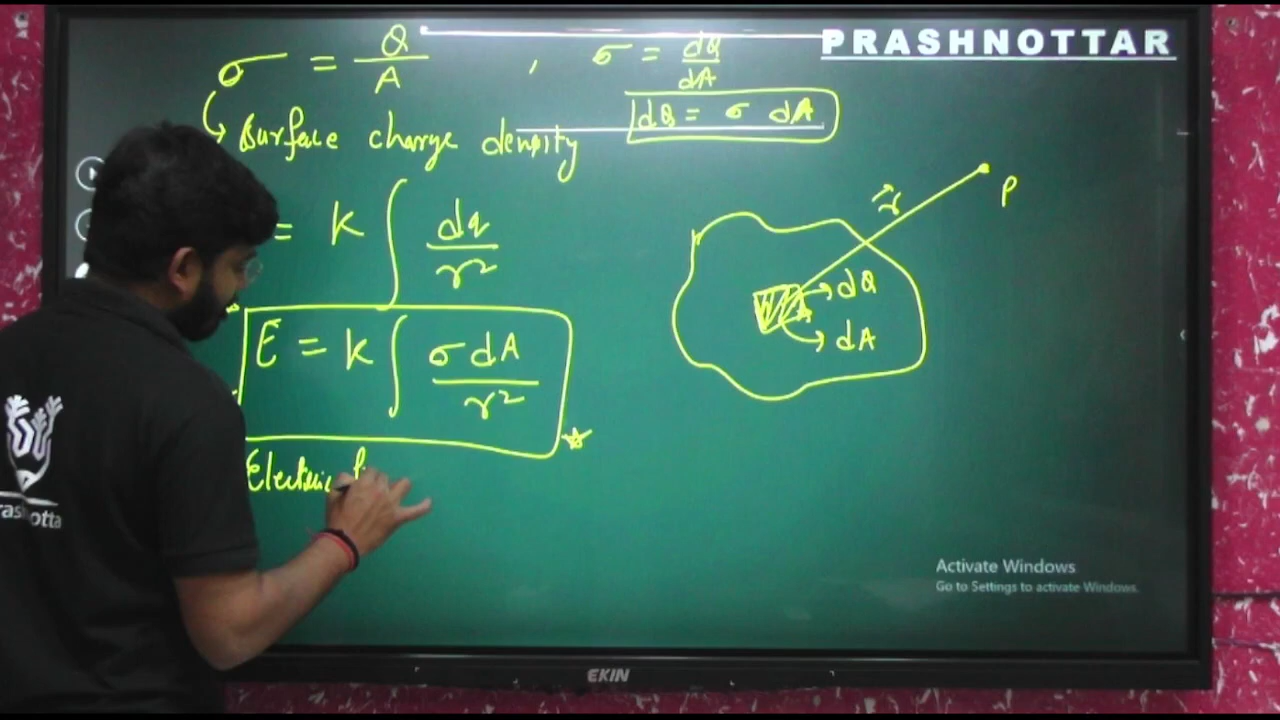 PRASHNOTTAR
σ = Q/A , σ = dQ/dA
dQ = σ dA
Surface charge density
= K ∫ dq/r²
E = K ∫ σ dA/r²
Electric
r⃗
P
dQ
dA
Activate Windows
Go to Settings to activate Windows.
EKIN